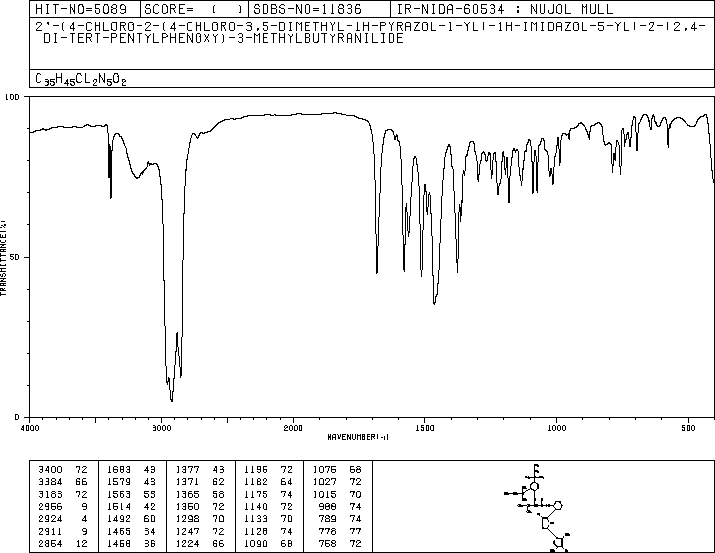 HIT-NO=5089 SCORE= ( ) SDBS-NO=11836 IR-NIDA-60534 : NUJOL MULL
2'-(4-CHLORO-2-(4-CHLORO-3,5-DIMETHYL-1H-PYRAZOL-1-YL)-1H-IMIDAZOL-5-YL)-2-(2,4-
DI-TERT-PENTYLPHENOXY)-3-METHYLBUTYRANILIDE
C35H45CL2N5O2
100
50
0
TRANSMITTANCE(%)
4000 3000 2000 1500 1000 500
WAVENUMBER(-1)
3400 72 1683 43 1377 43 1196 72 1076 68
3384 66 1579 43 1371 62 1182 64 1027 72
3183 72 1563 55 1365 58 1175 74 1015 70
2956 9 1514 42 1350 72 1140 72 988 74
2924 4 1492 60 1298 70 1133 70 789 74
2911 9 1465 34 1247 72 1128 74 778 77
2854 12 1458 36 1224 66 1090 68 758 72